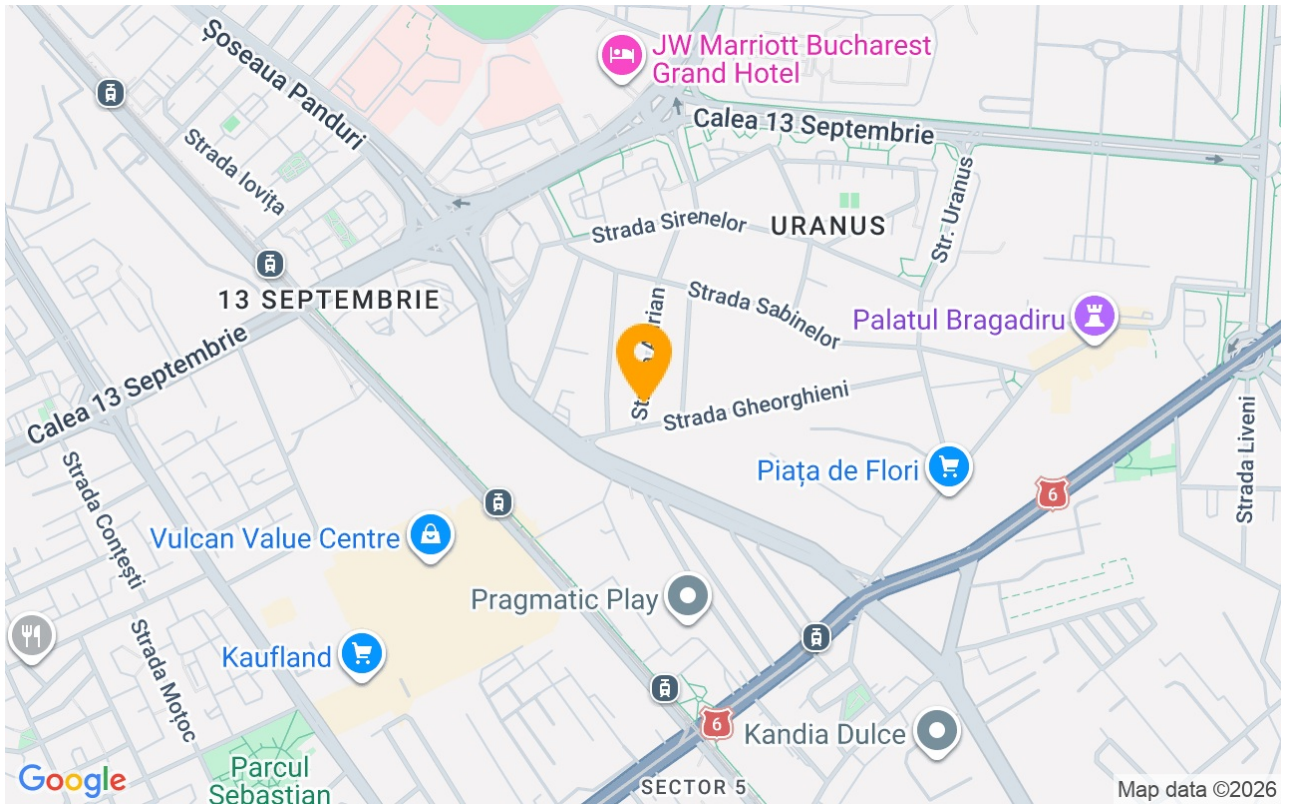 Șoseaua Panduri
JW Marriott Bucharest
Grand Hotel
Calea 13 Septembrie
Strada Iovița
Str. Uranus
Strada Sirenelor
URANUS
13 SEPTEMBRIE
Strada Sabinelor
Palatul Bragadiru
Calea 13 Septembrie
Strada Gheorghieni
Strada Liveni
Piața de Flori
6
Strada Conțești
Vulcan Value Centre
Pragmatic Play
Strada Moțoc
Kaufland
6
Kandia Dulce
Parcul
Sebastian
SECTOR 5
Google
Map data ©2026